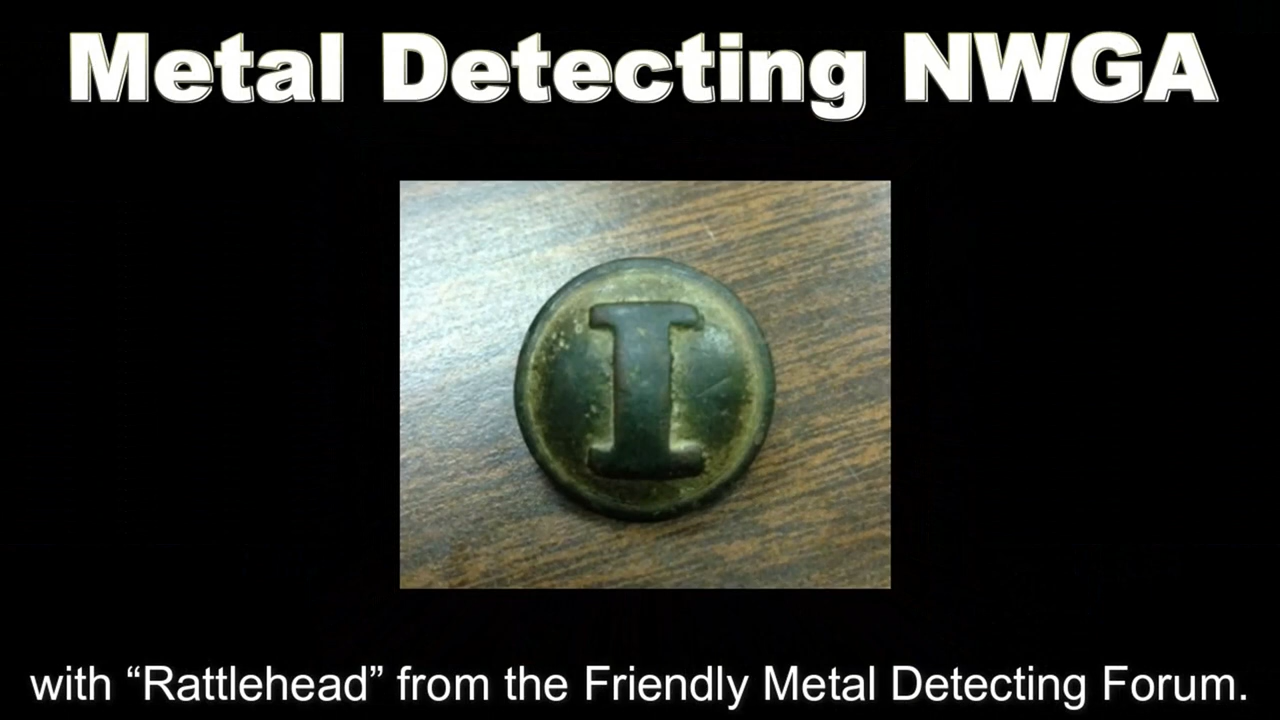 Metal Detecting NWGA
I
with “Rattlehead” from the Friendly Metal Detecting Forum.